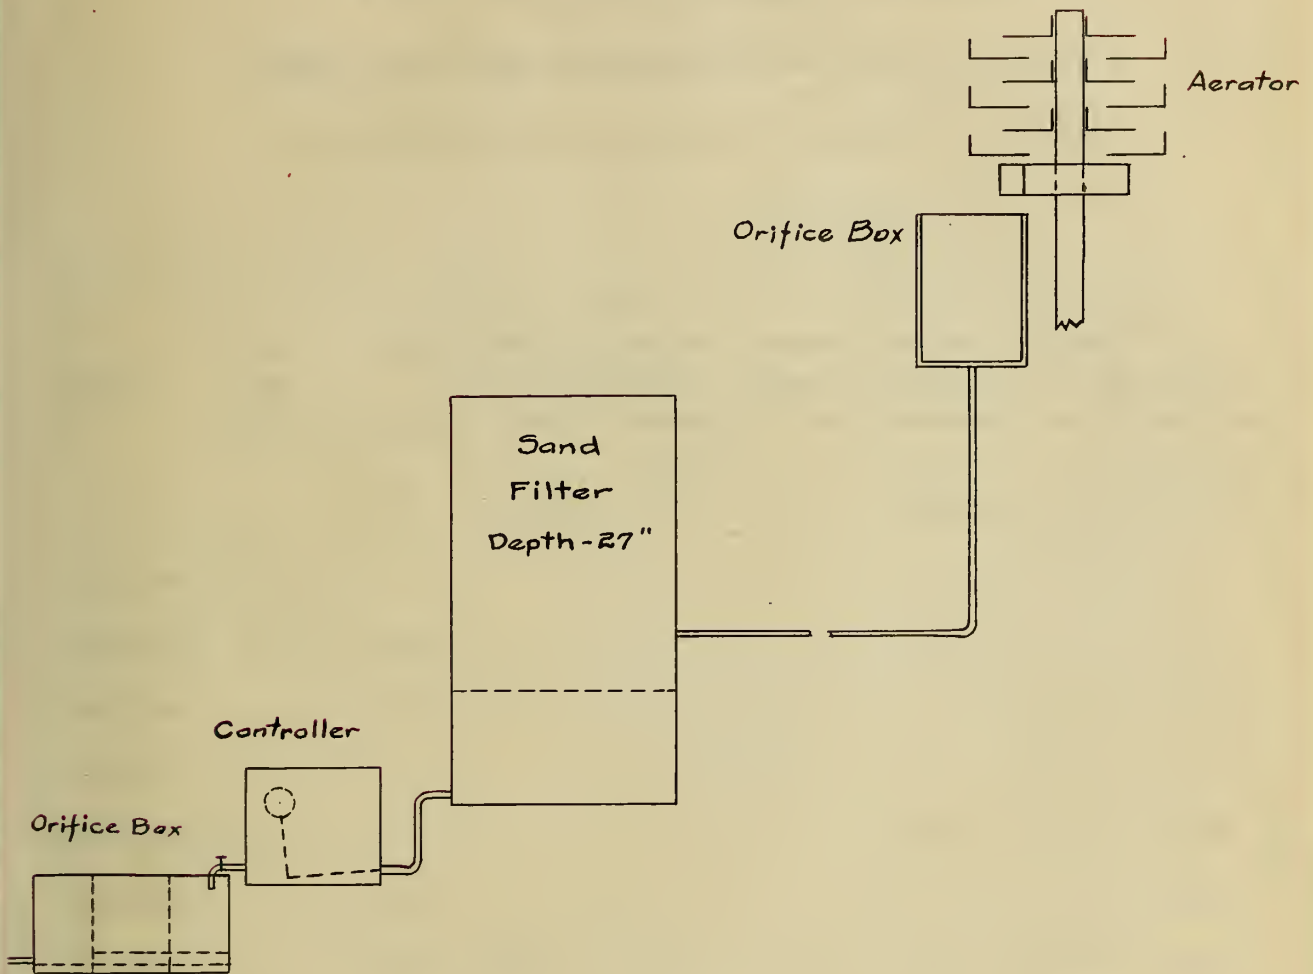 Aerator
Orifice Box
Sand
Filter
Depth-27"
Controller
Orifice Box